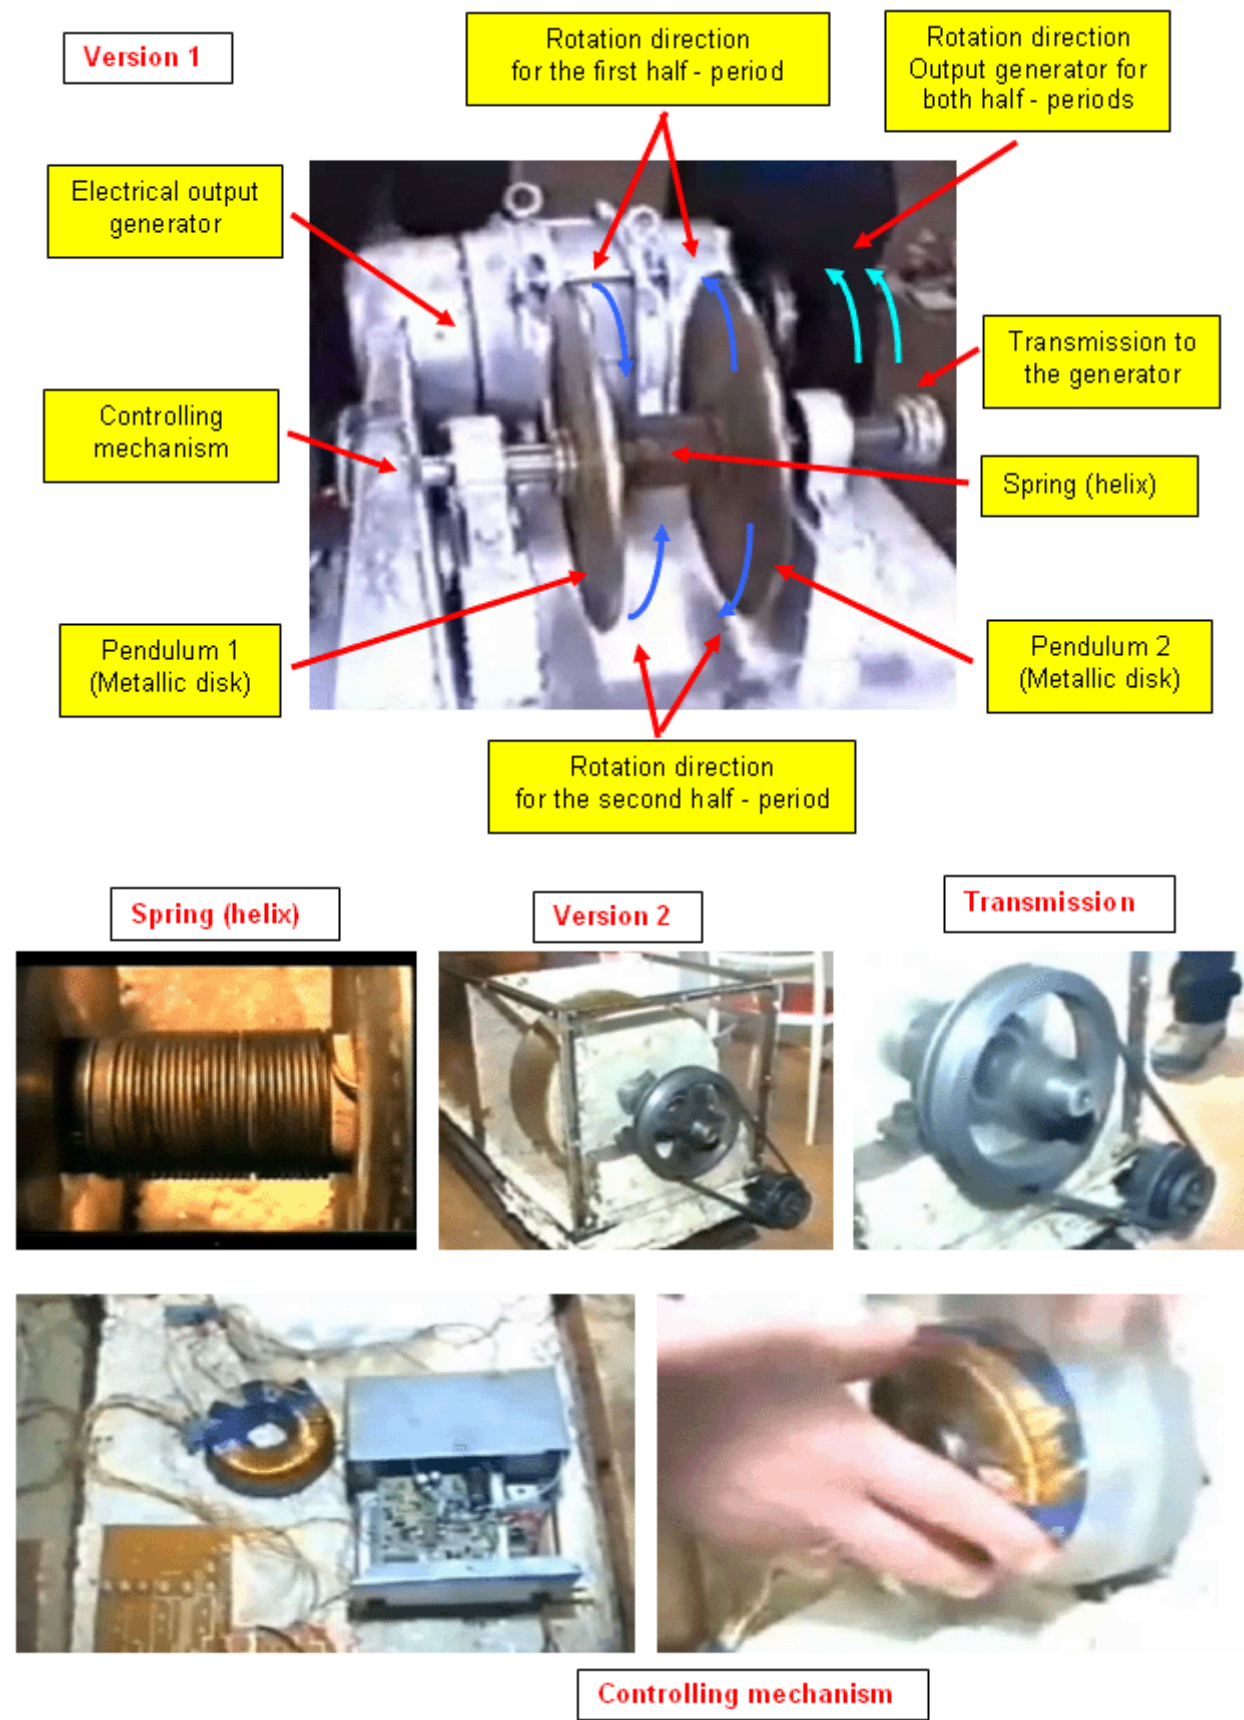 Version 1
Rotation direction
for the first half - period
Rotation direction
Output generator for
both half - periods
Electrical output
generator
Transmission to
the generator
Controlling
mechanism
Spring (helix)
Pendulum 1
(Metallic disk)
Pendulum 2
(Metallic disk)
Rotation direction
for the second half - period
Spring (helix)
Version 2
Transmission
Controlling mechanism